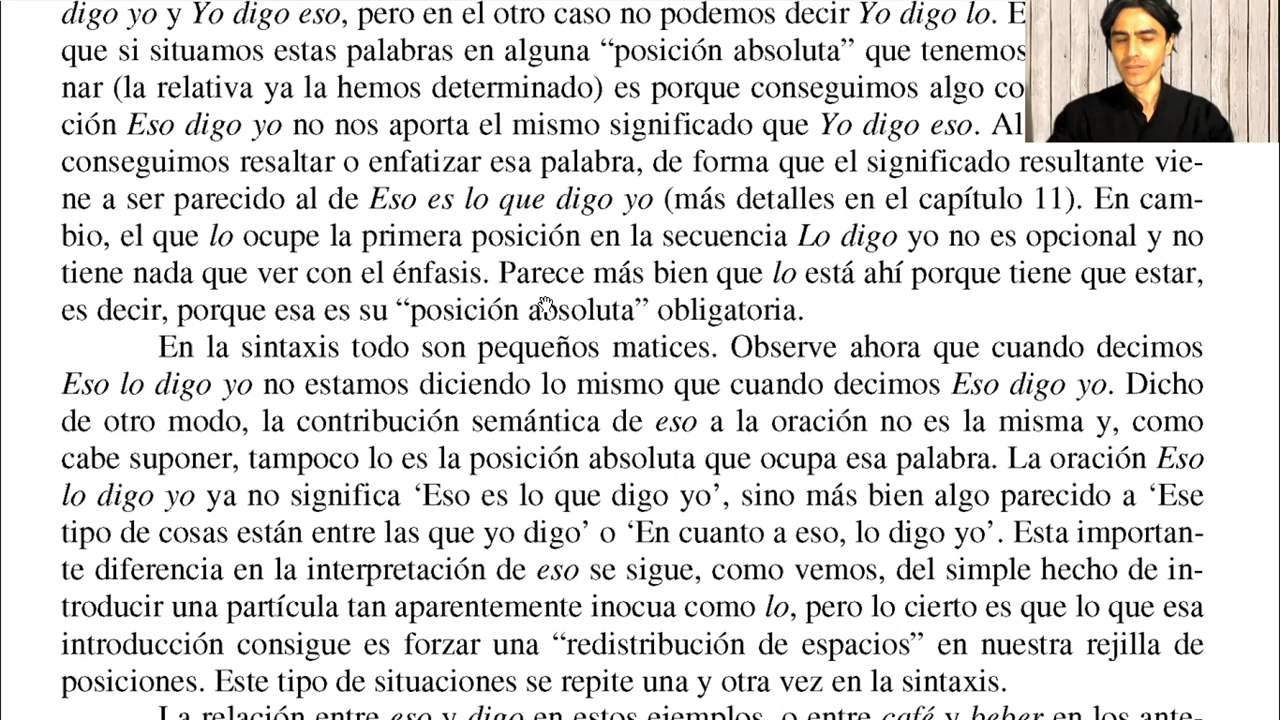 digo yo y Yo digo eso, pero en el otro caso no podemos decir Yo digo lo. E
que si situamos estas palabras en alguna “posición absoluta” que tenemos
nar (la relativa ya la hemos determinado) es porque conseguimos algo co
ción Eso digo yo no nos aporta el mismo significado que Yo digo eso. Al
conseguimos resaltar o enfatizar esa palabra, de forma que el significado resultante vie-
ne a ser parecido al de Eso es lo que digo yo (más detalles en el capítulo 11). En cam-
bio, el que lo ocupe la primera posición en la secuencia Lo digo yo no es opcional y no
tiene nada que ver con el énfasis. Parece más bien que lo está ahí porque tiene que estar,
es decir, porque esa es su “posición absoluta” obligatoria.
En la sintaxis todo son pequeños matices. Observe ahora que cuando decimos
Eso lo digo yo no estamos diciendo lo mismo que cuando decimos Eso digo yo. Dicho
de otro modo, la contribución semántica de eso a la oración no es la misma y, como
cabe suponer, tampoco lo es la posición absoluta que ocupa esa palabra. La oración Eso
lo digo yo ya no significa ‘Eso es lo que digo yo’, sino más bien algo parecido a ‘Ese
tipo de cosas están entre las que yo digo’ o ‘En cuanto a eso, lo digo yo’. Esta importan-
te diferencia en la interpretación de eso se sigue, como vemos, del simple hecho de in-
troducir una partícula tan aparentemente inocua como lo, pero lo cierto es que lo que esa
introducción consigue es forzar una “redistribución de espacios” en nuestra rejilla de
posiciones. Este tipo de situaciones se repite una y otra vez en la sintaxis.
La relación entre eso y digo en estos ejemplos, o entre café y beber en los ante-